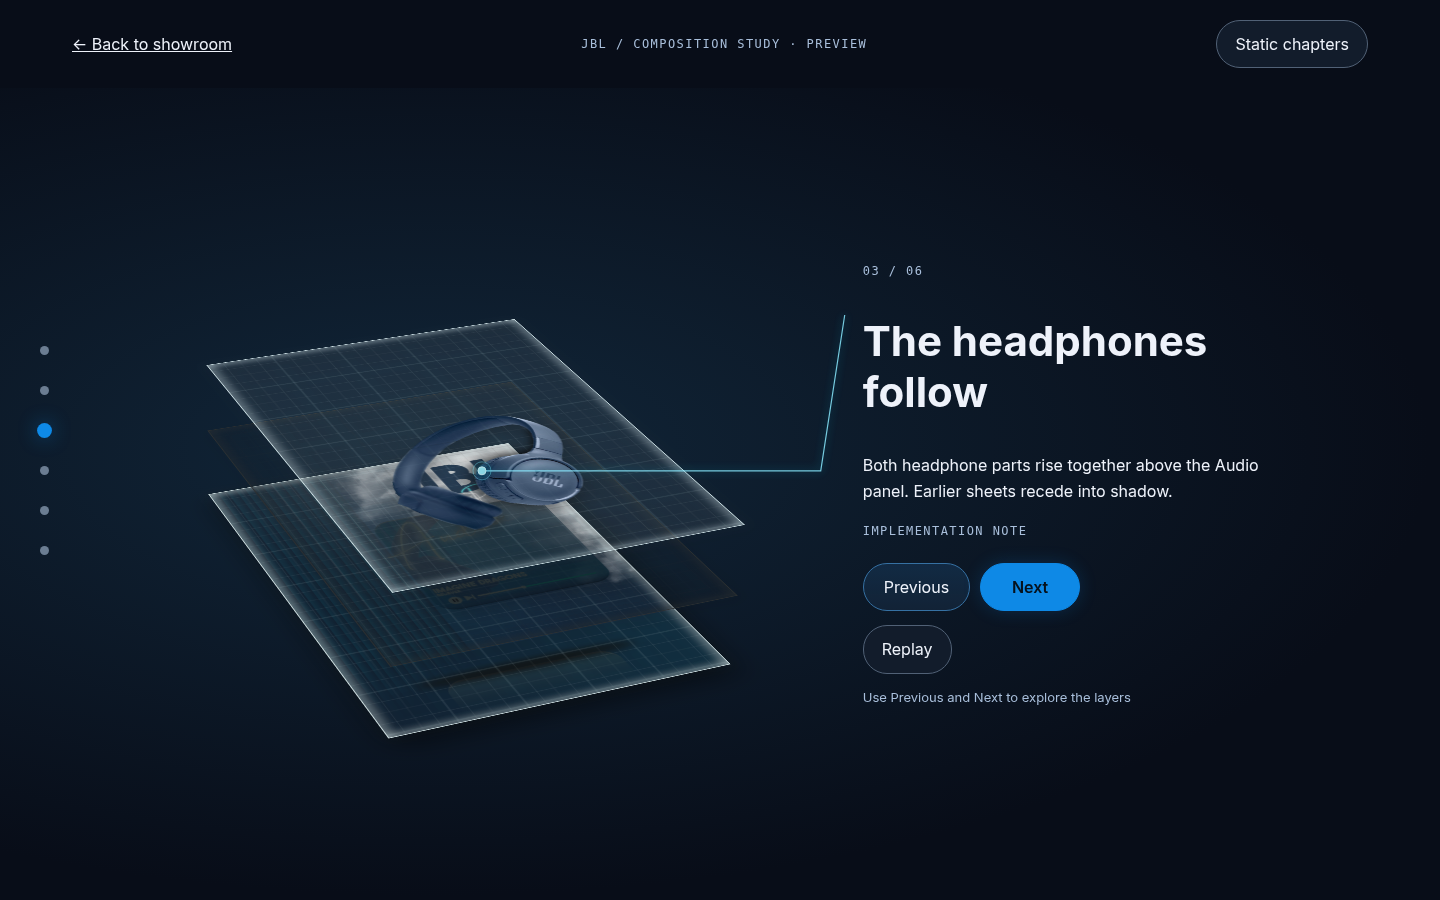 ← Back to showroom
JBL / COMPOSITION STUDY · PREVIEW
Static chapters
03 / 06
The headphones
follow
Both headphone parts rise together above the Audio
panel. Earlier sheets recede into shadow.
IMPLEMENTATION NOTE
Previous
Next
Replay
Use Previous and Next to explore the layers
JBL